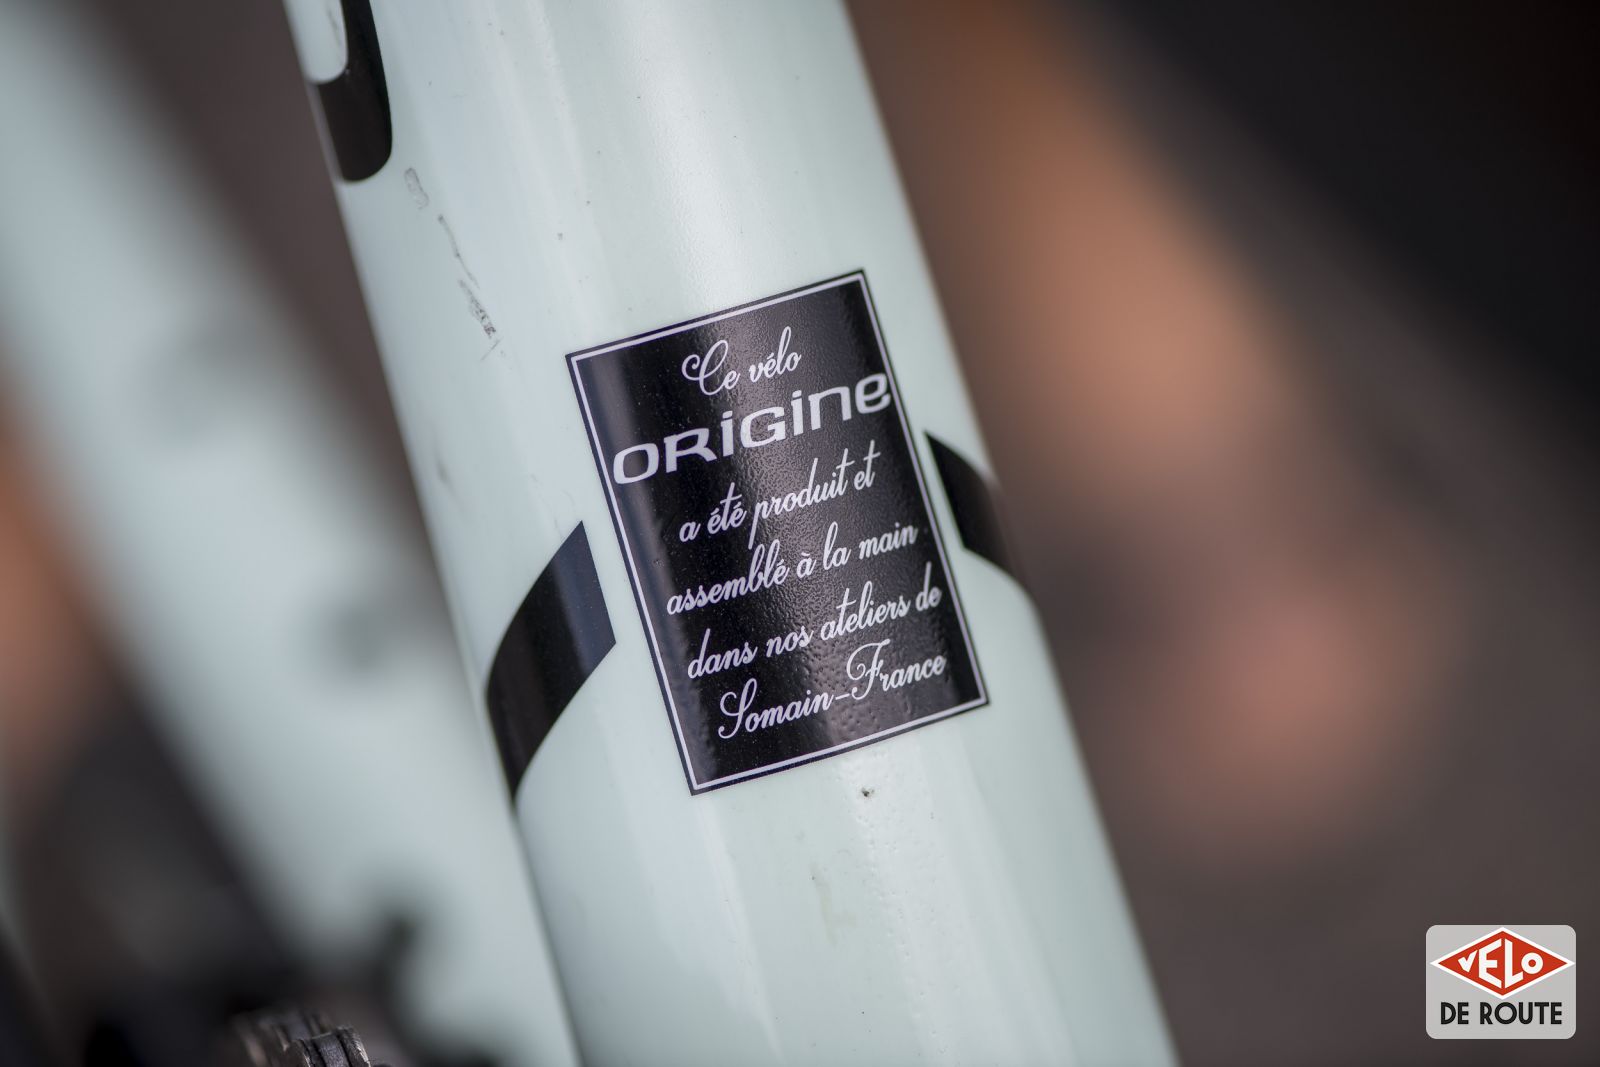 Ce vélo
ORiGine
a été produit et
assemblé à la main
dans nos ateliers de
Somain-France
VELO
DE ROUTE